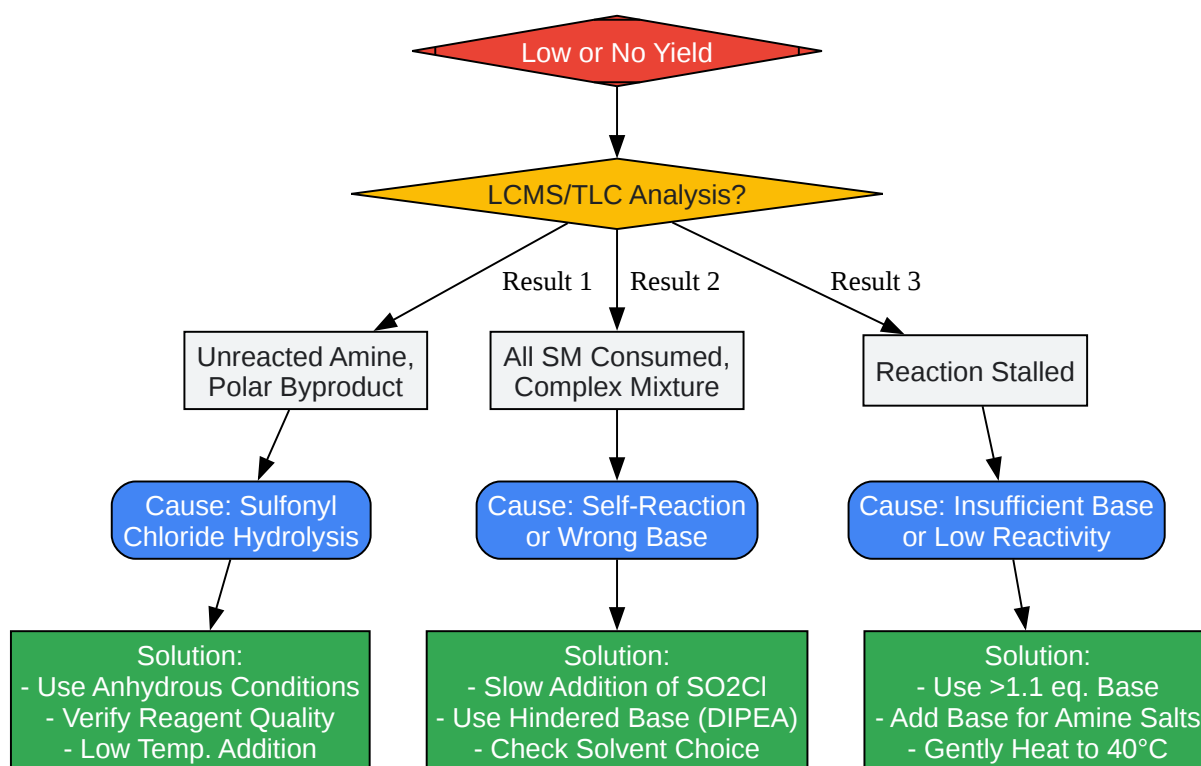 Low or No Yield
LCMS/TLC Analysis?
Result 1
Result 2
Result 3
Unreacted Amine,
Polar Byproduct
All SM Consumed,
Complex Mixture
Reaction Stalled
Cause: Sulfonyl
Chloride Hydrolysis
Cause: Self-Reaction
or Wrong Base
Cause: Insufficient Base
or Low Reactivity
Solution:
- Use Anhydrous Conditions
- Verify Reagent Quality
- Low Temp. Addition
Solution:
- Slow Addition of SO2Cl
- Use Hindered Base (DIPEA)
- Check Solvent Choice
Solution:
- Use >1.1 eq. Base
- Add Base for Amine Salts
- Gently Heat to 40°C